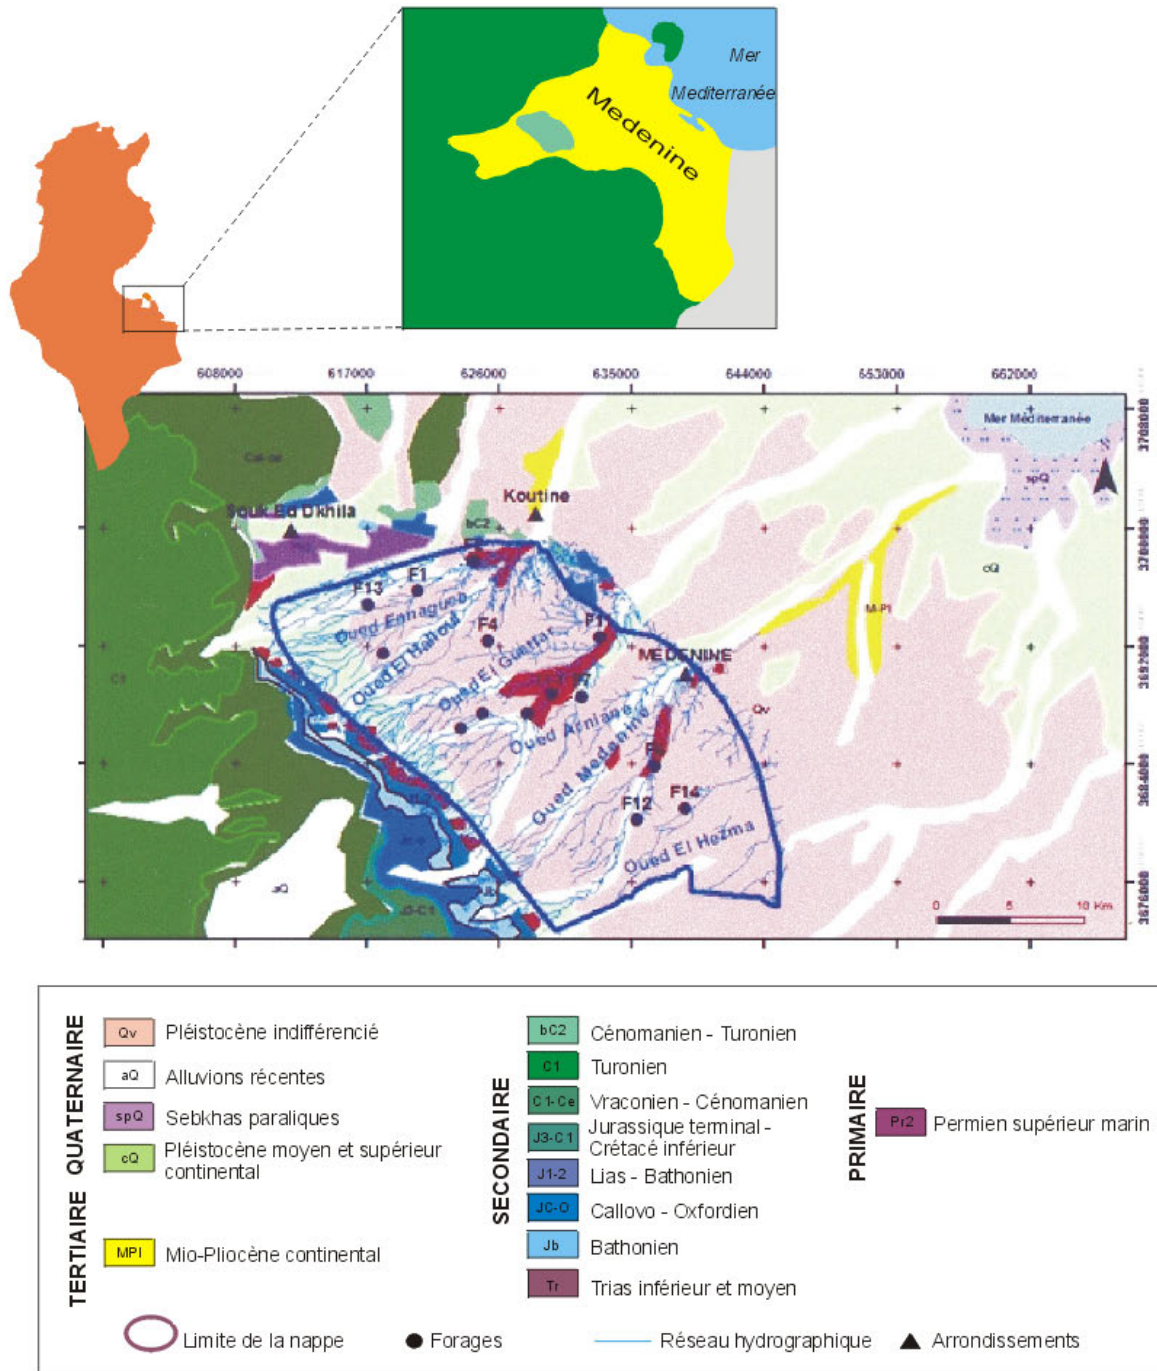 Mer
Mediterranée
Medenine
608000 617000 626000 635000 644000 653000 662000
Mer Méditerranée
3708000
Koutine
Souk Ed Dkhila
spQ
bC2
3700000
cQ
F13
F1
M-Pl
Oued Ennagueb
F4
F1
Oued El Hallouf
Oued El Guettar
MEDENINE
3692000
C1
Qv
Oued Arniane
Oued Medenine
3684000
F14
F12
Oued El Hezma
aQ
J3-C1
3676000
0 5 10 Km
QUATERNAIRE
Qv Pléistocène indifférencié
aQ Alluvions récentes
spQ Sebkhas paraliques
cQ Pléistocène moyen et supérieur
continental
TERTIAIRE
MPl Mio-Pliocène continental
SECONDAIRE
bC2 Cénomanien - Turonien
C1 Turonien
C1-Ce Vraconien - Cénomanien
J3-C1 Jurassique terminal -
Crétacé inférieur
J1-2 Lias - Bathonien
JC-O Callovo - Oxfordien
Jb Bathonien
Tr Trias inférieur et moyen
PRIMAIRE
Pr2 Permien supérieur marin
Limite de la nappe
Forages
Réseau hydrographique
Arrondissements